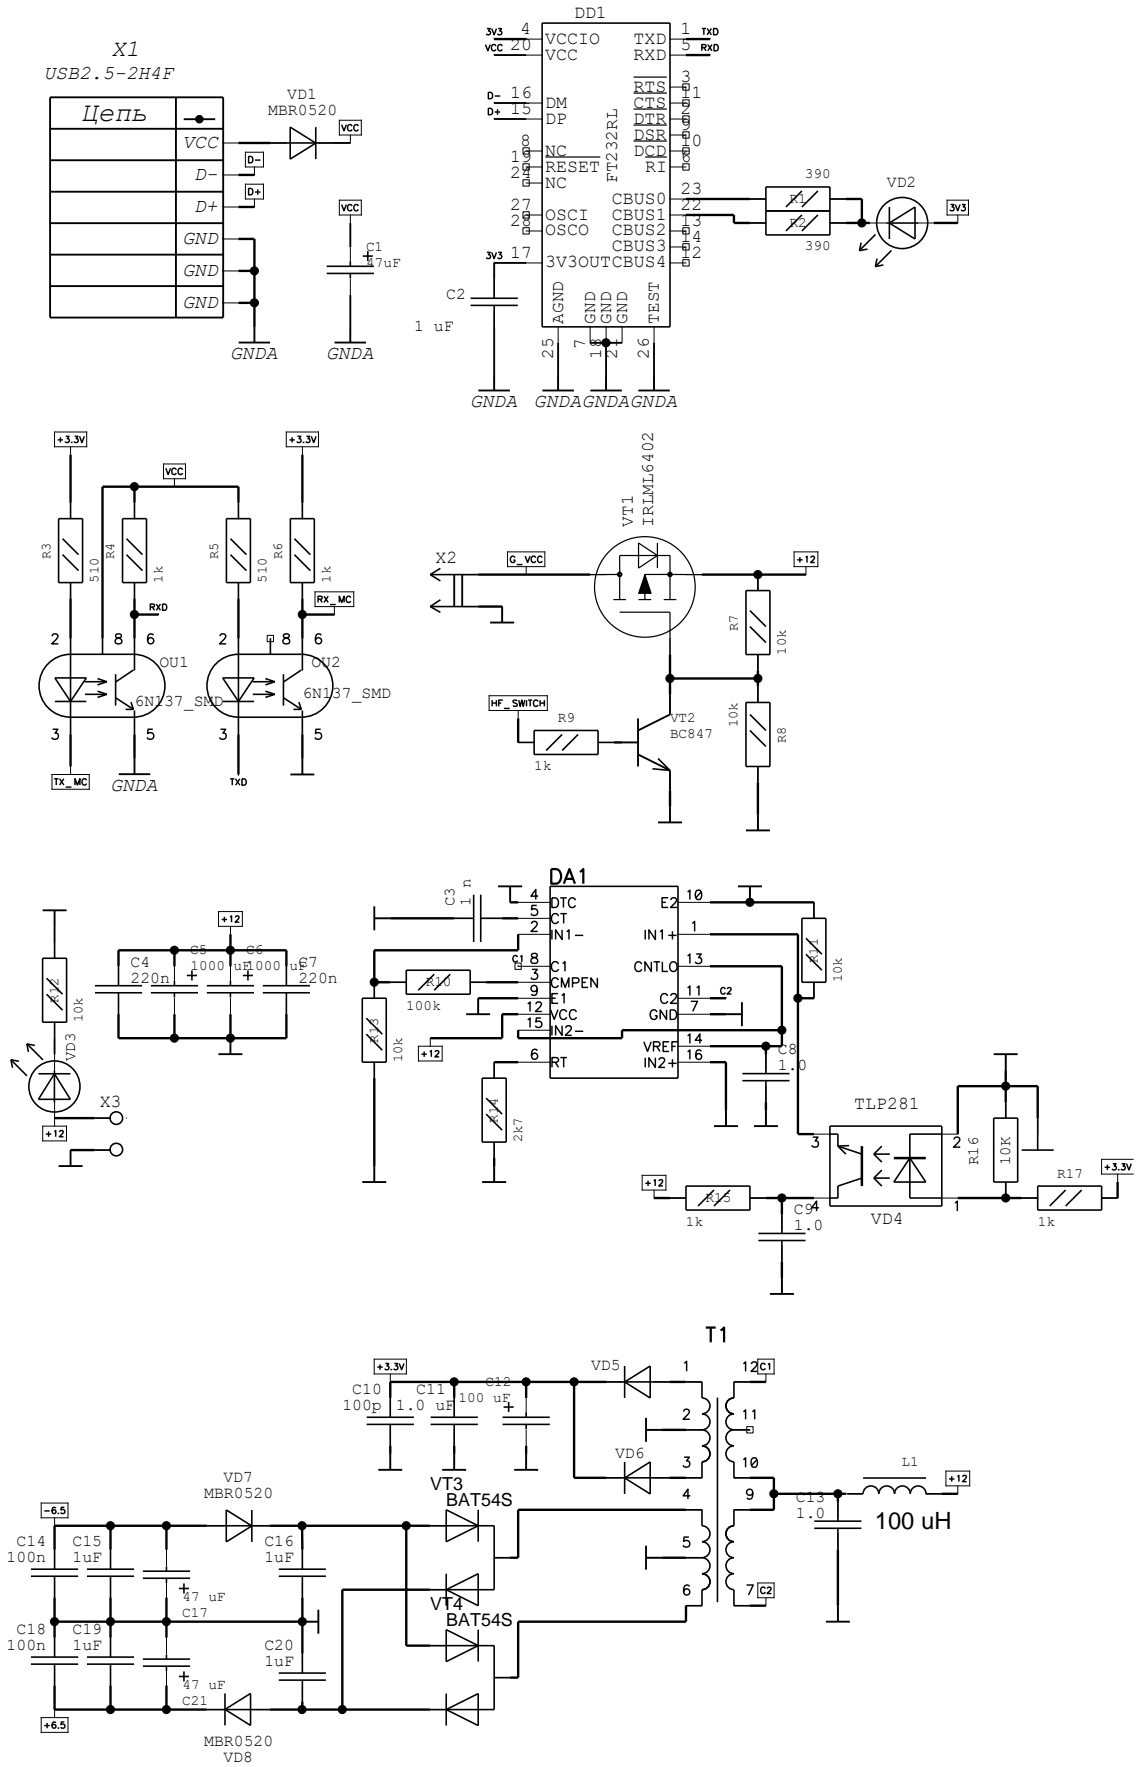 X1
USB2.5-2H4F
Цепь
VCC
D-
D+
GND
GND
GND
VD1
MBR0520
VCC
D-
D+
GNDA
VCC
C1
47uF
GNDA
DD1
FT232RL
3V3 4 VCCIO
VCC 20 VCC
D- 16 DM
D+ 15 DP
8 NC
19 RESET
24 NC
27 OSCI
28 OSCO
3V3 17 3V3OUT
TXD 1 TXD
RXD 5 RXD
RTS 3
CTS 11
DTR 2
DSR 9
DCD 10
RI 6
CBUS0 23
CBUS1 22
CBUS2 13
CBUS3 14
CBUS4 12
AGND GND GND GND TEST
25 7 18 21 26
C2
1 uF
GNDA GNDA GNDA GNDA
390
R1
R2
390
VD2
3V3
+3.3V
+3.3V
VCC
R3
510
R4
1k
R5
510
R6
1k
RXD
RX_MC
2 8 6
2 8 6
OU1
6N137_SMD
OU2
6N137_SMD
3 5
3 5
TX_MC
GNDA
TXD
VT1
IRLML6402
X2
G_VCC
+12
R7
10k
HF_SWITCH
R9
1k
VT2
BC847
10k
R8
DA1
C3
1 n
4 DTC
5 CT
2 IN1-
C1 8 C1
3 CMPEN
9 E1
12 VCC
15 IN2-
6 RT
E2 10
IN1+ 1
CNTLO 13
C2 11 C2
GND 7
VREF 14
IN2+ 16
R10
100k
R13
10k
+12
R14
2k7
R11
10k
C8
1.0
R12
10k
VD3
+12
X3
+12
C4
220n
C5
1000 uF
C6
1000 uF
C7
220n
TLP281
3 2
4 1
VD4
+12
R15
1k
C9
1.0
R16
10K
R17
1k
+3.3V
T1
+3.3V
C10
100p
C11
1.0 uF
C12
100 uF
VD5
VD6
1 12 C1
2 11
3 10
4 9
5
6 7 C2
L1
+12
C13
1.0
100 uH
VD7
MBR0520
VT3
BAT54S
VT4
BAT54S
-6.5
C14
100n
C15
1uF
47 uF
C17
C16
1uF
C18
100n
C19
1uF
47 uF
C21
C20
1uF
+6.5
MBR0520
VD8